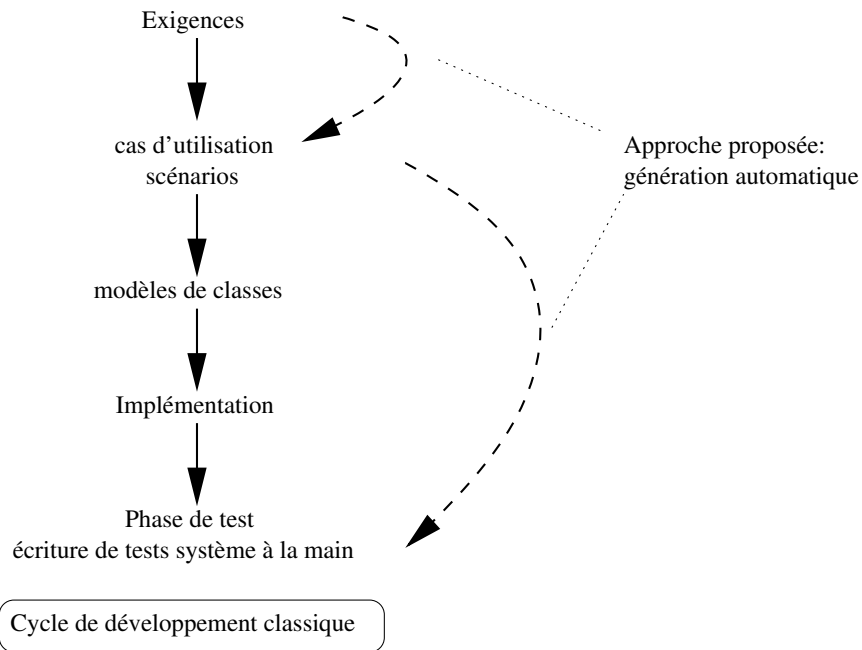 Exigences
cas d'utilisation
scénarios
Approche proposée:
génération automatique
modèles de classes
Implémentation
Phase de test
écriture de tests système à la main
Cycle de développement classique